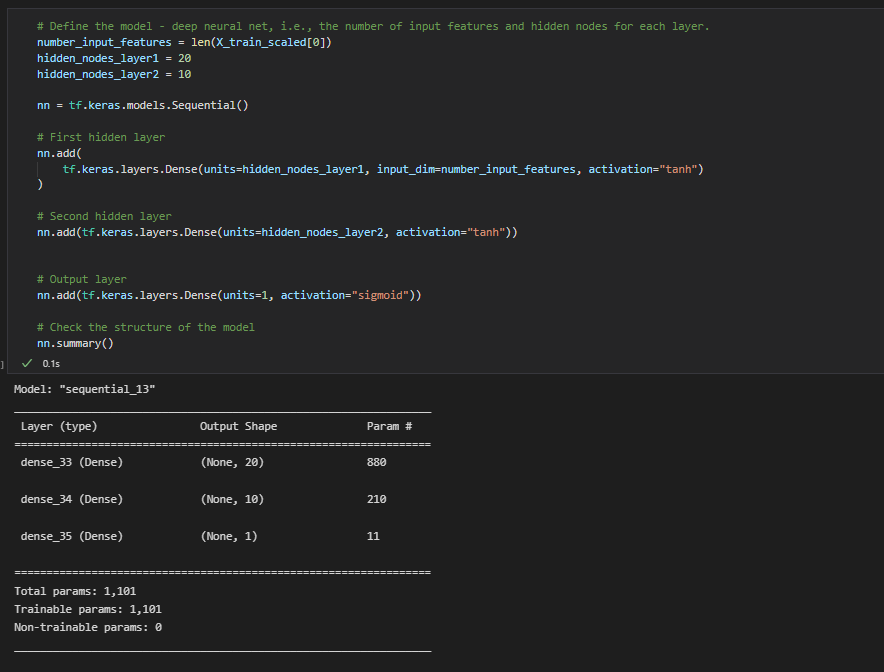 # Define the model - deep neural net, i.e., the number of input features and hidden nodes for each layer.
number_input_features = len(X_train_scaled[0])
hidden_nodes_layer1 = 20
hidden_nodes_layer2 = 10
nn = tf.keras.models.Sequential()
# First hidden layer
nn.add(
tf.keras.layers.Dense(units=hidden_nodes_layer1, input_dim=number_input_features, activation="tanh")
)
# Second hidden layer
nn.add(tf.keras.layers.Dense(units=hidden_nodes_layer2, activation="tanh"))
# Output layer
nn.add(tf.keras.layers.Dense(units=1, activation="sigmoid"))
# Check the structure of the model
nn.summary()
] ✓ 0.1s
Model: "sequential_13"
_________________________________________________________________
Layer (type) Output Shape Param #
=================================================================
dense_33 (Dense) (None, 20) 880
dense_34 (Dense) (None, 10) 210
dense_35 (Dense) (None, 1) 11
=================================================================
Total params: 1,101
Trainable params: 1,101
Non-trainable params: 0
_________________________________________________________________